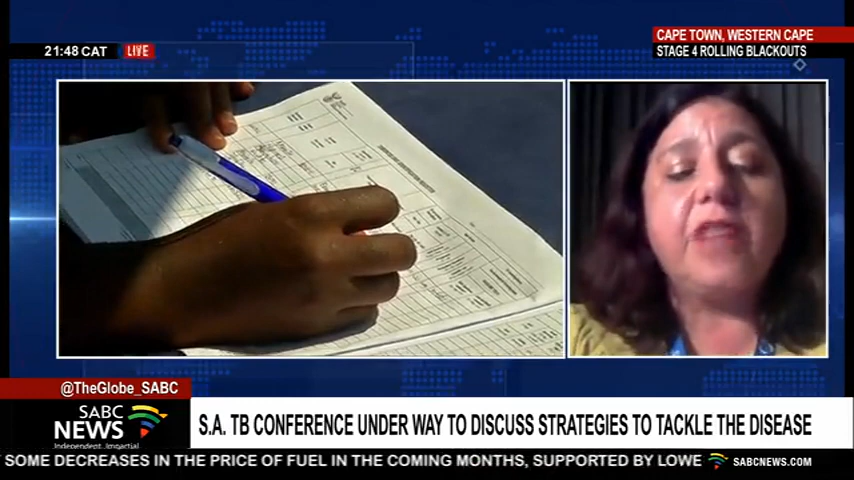 21:48 CAT LIVE
CAPE TOWN, WESTERN CAPE
STAGE 4 ROLLING BLACKOUTS
@TheGlobe_SABC
SABC
NEWS
Independent. Impartial
S.A. TB CONFERENCE UNDER WAY TO DISCUSS STRATEGIES TO TACKLE THE DISEASE
SOME DECREASES IN THE PRICE OF FUEL IN THE COMING MONTHS, SUPPORTED BY LOWE
SABCNEWS.COM